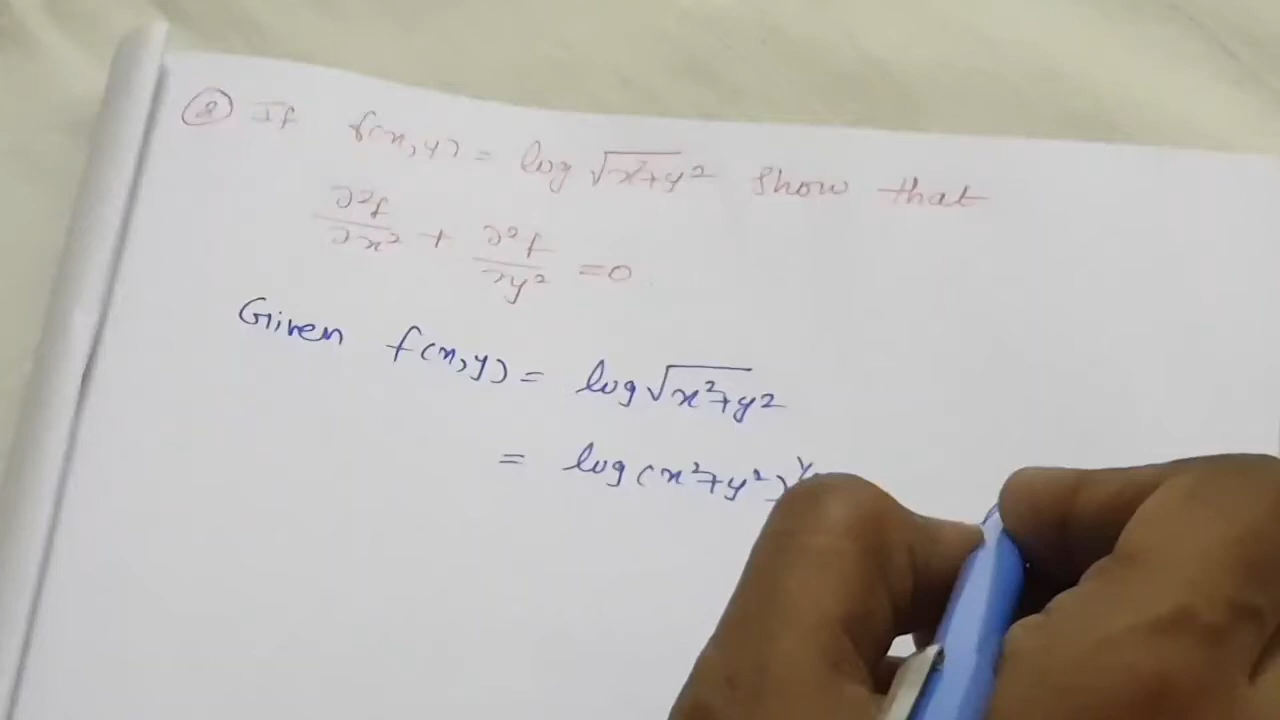 ② If f(x,y) = log √x²+y² Show that
∂²f/∂x² + ∂²f/∂y² =0
Given f(x,y) = log √x²+y²
= log (x²+y²)